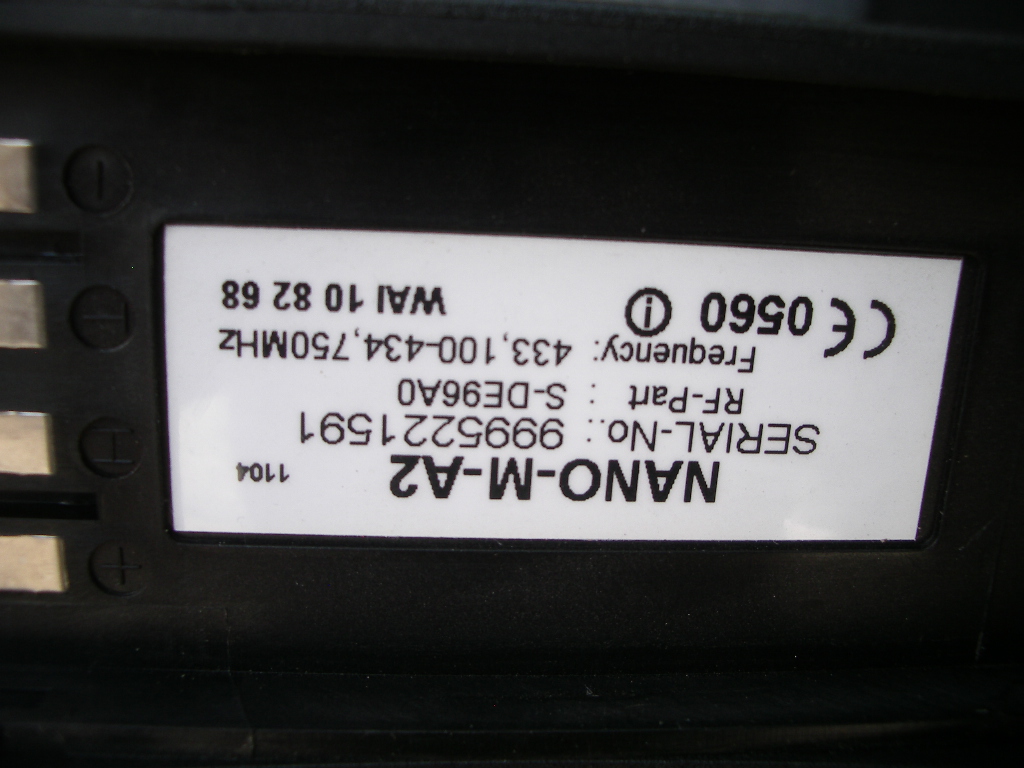 NANO-M-A2 1104
SERIAL-No.: 9995221591
RF-Part : S-DE96A0
Frequency: 433,100-434,750MHz
CE 0560 WAI 10 82 68